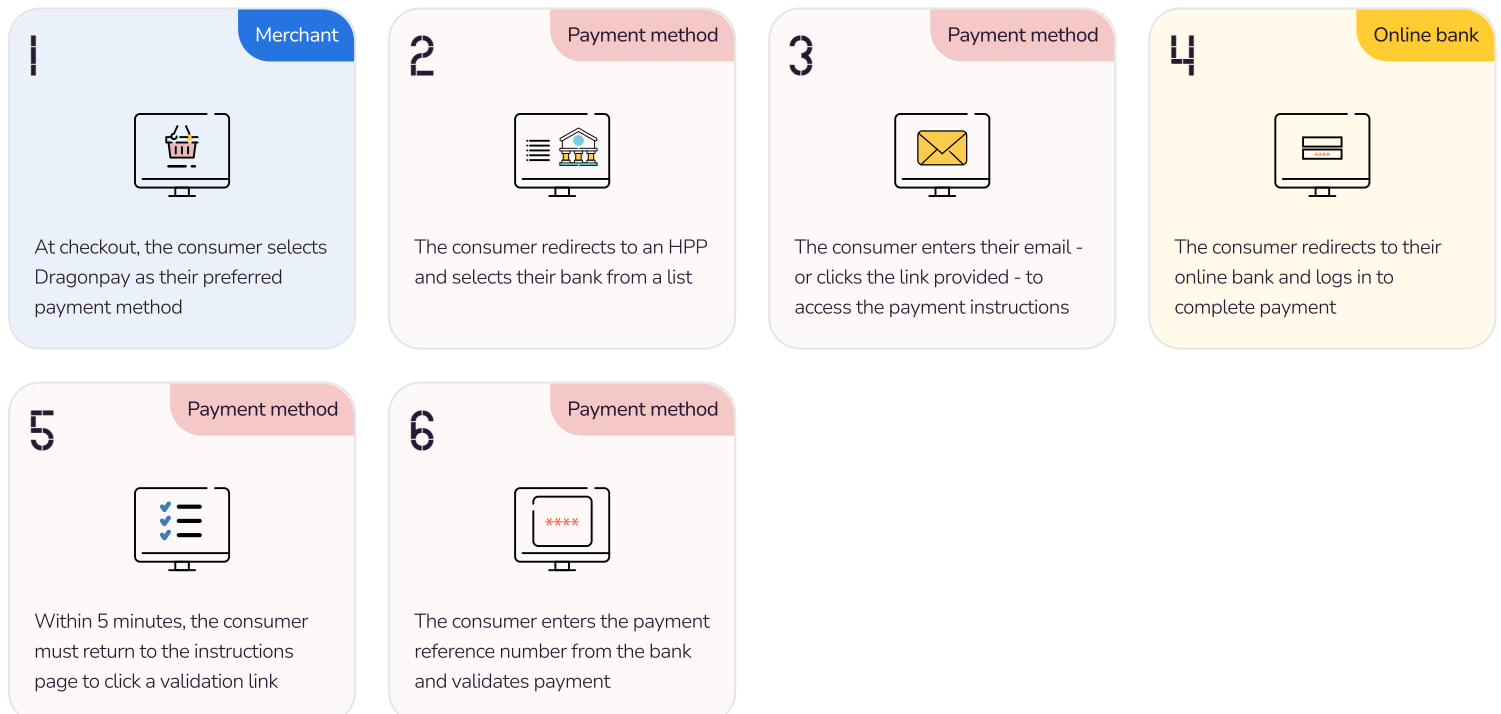 1
Merchant
At checkout, the consumer selects
Dragonpay as their preferred
payment method
2
Payment method
The consumer redirects to an HPP
and selects their bank from a list
3
Payment method
The consumer enters their email -
or clicks the link provided - to
access the payment instructions
4
Online bank
****
The consumer redirects to their
online bank and logs in to
complete payment
5
Payment method
Within 5 minutes, the consumer
must return to the instructions
page to click a validation link
6
Payment method
****
The consumer enters the payment
reference number from the bank
and validates payment